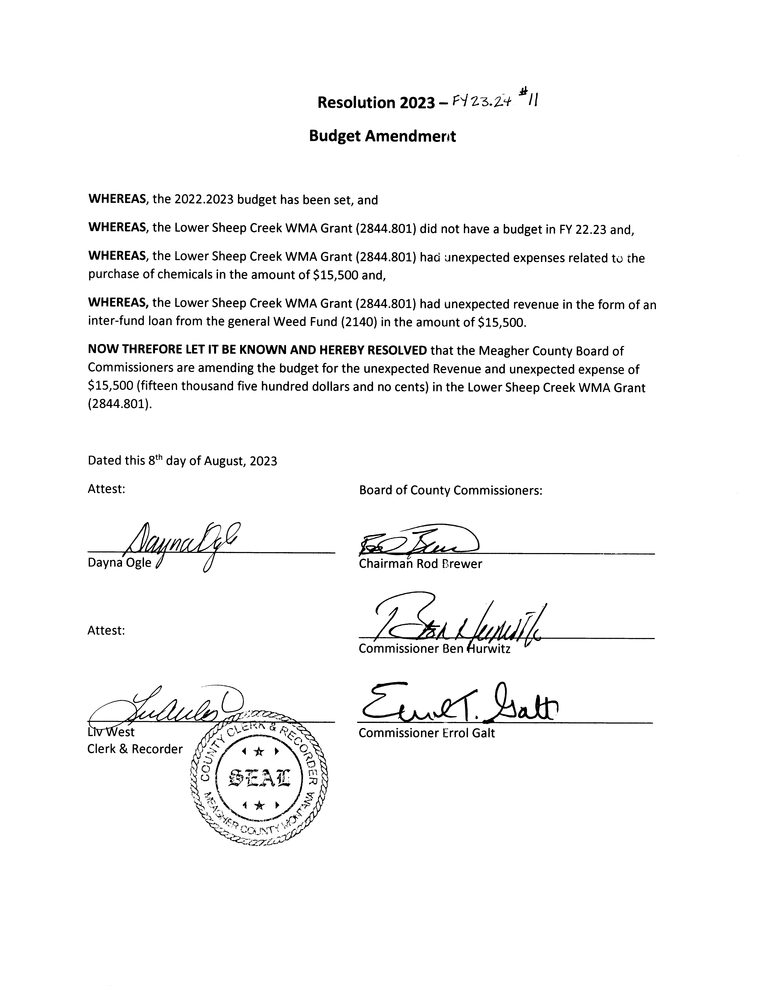 Resolution 2023 – FY23.24 #11
Budget Amendment
WHEREAS, the 2022.2023 budget has been set, and
WHEREAS, the Lower Sheep Creek WMA Grant (2844.801) did not have a budget in FY 22.23 and,
WHEREAS, the Lower Sheep Creek WMA Grant (2844.801) had unexpected expenses related to the
purchase of chemicals in the amount of $15,500 and,
WHEREAS, the Lower Sheep Creek WMA Grant (2844.801) had unexpected revenue in the form of an
inter-fund loan from the general Weed Fund (2140) in the amount of $15,500.
NOW THREFORE LET IT BE KNOWN AND HEREBY RESOLVED that the Meagher County Board of
Commissioners are amending the budget for the unexpected Revenue and unexpected expense of
$15,500 (fifteen thousand five hundred dollars and no cents) in the Lower Sheep Creek WMA Grant
(2844.801).
Dated this 8th day of August, 2023
Attest:
Board of County Commissioners:
Dayna Ogle
Dayna Ogle
Chairman Rod Brewer
Attest:
Ben Hurwitz
Commissioner Ben Hurwitz
Errol T. Galt
Liv West
Clerk & Recorder
Commissioner Errol Galt
COUNTY CLERK & RECORDER
SEAL
MEAGHER COUNTY MONTANA